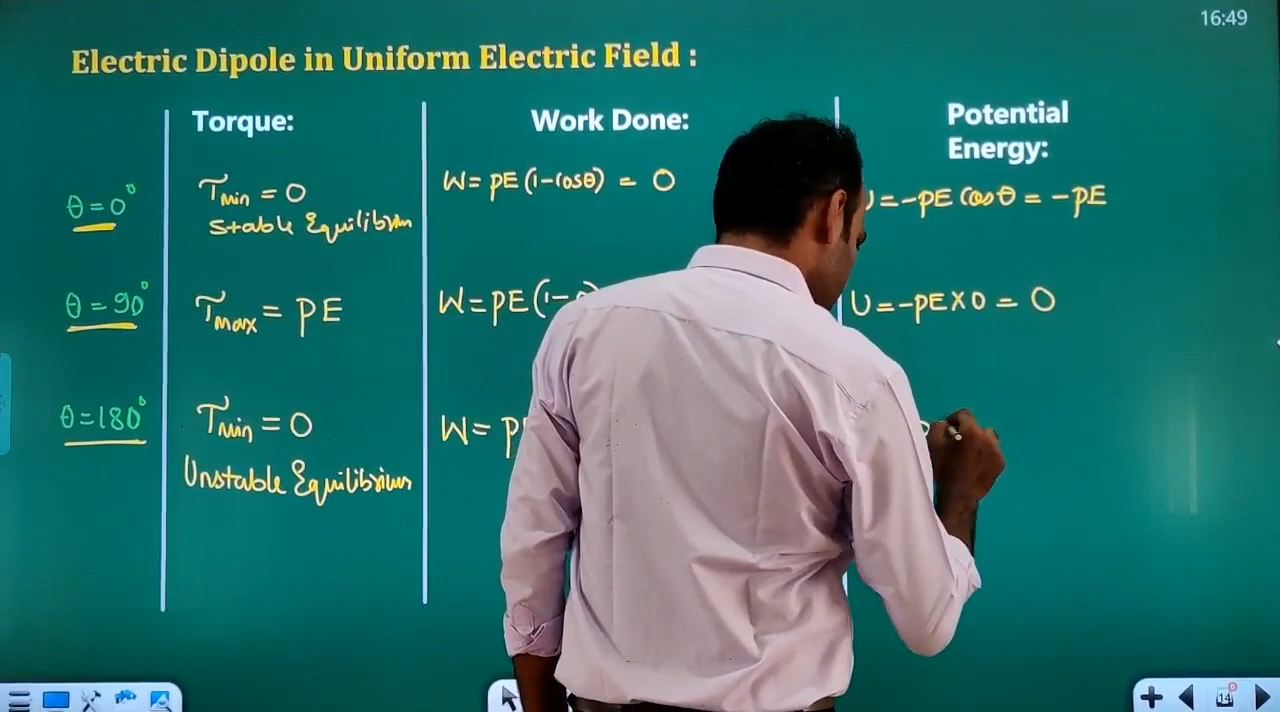 16:49
Electric Dipole in Uniform Electric Field :
Torque:
Work Done:
Potential
Energy:
θ = 0°
τmin = 0
Stable Equilibrium
W = pE (1-cosθ) = 0
= -pE cosθ = -pE
θ = 90°
τmax = pE
W = pE (1-
U = -pE × 0 = 0
θ = 180°
τmin = 0
Unstable Equilibrium
W = p
14